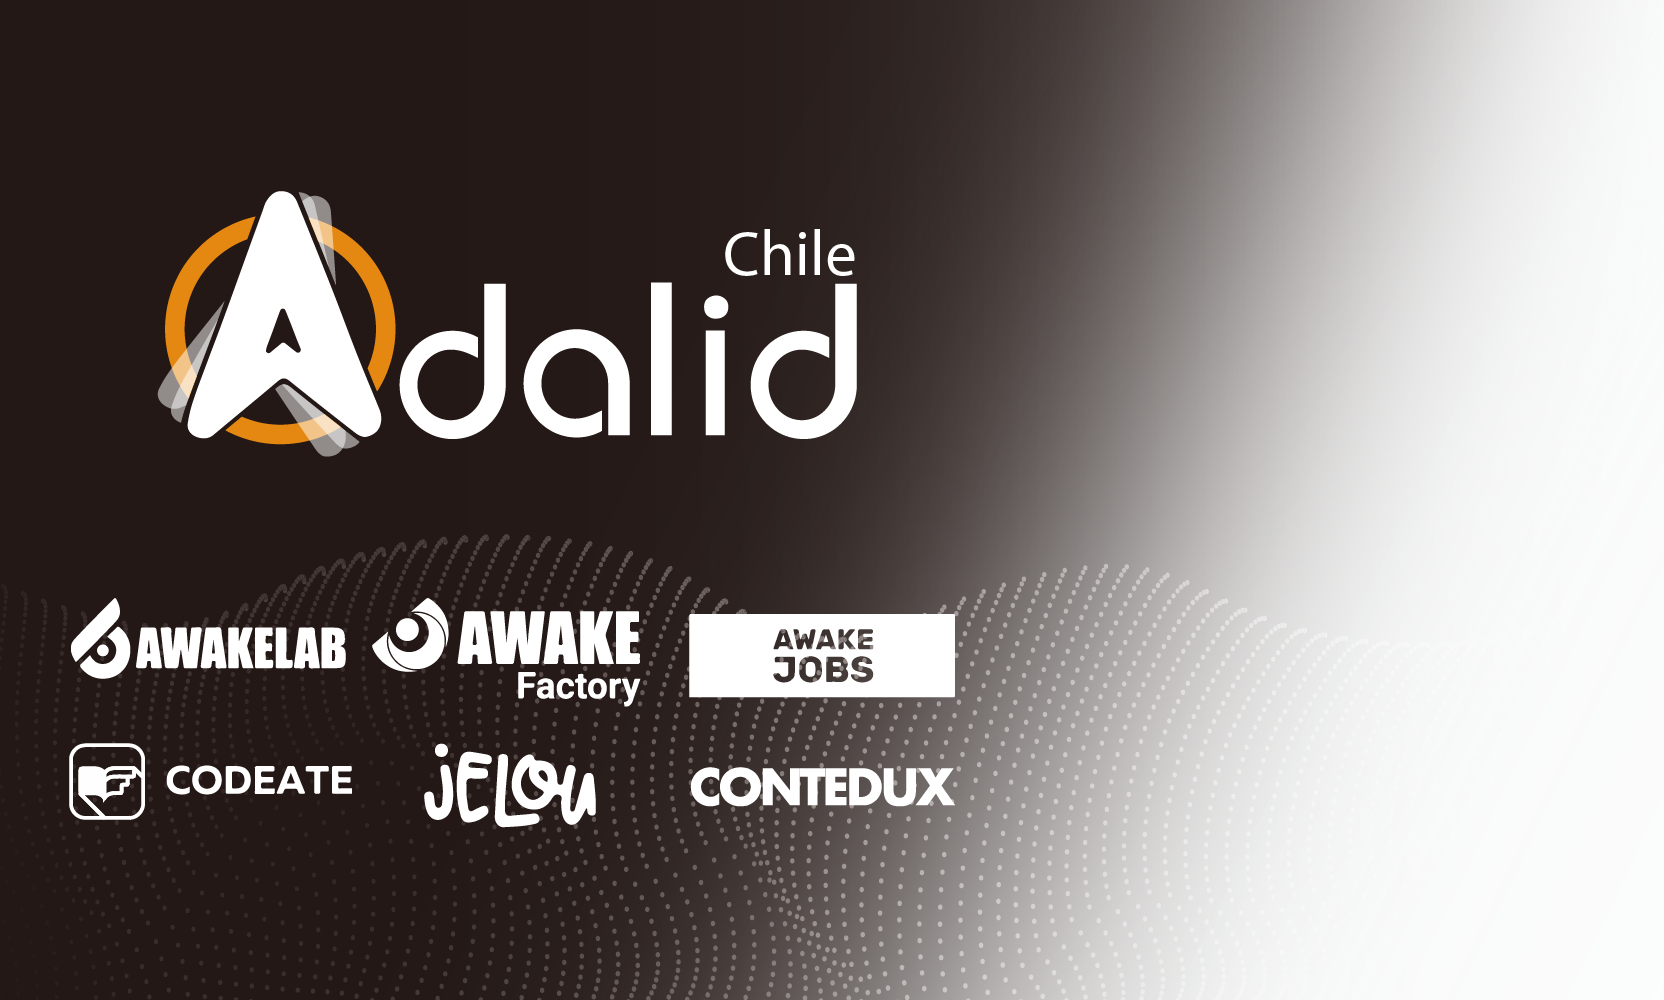 Chile
Adalid
AWAKELAB
AWAKE
Factory
AWAKE
JOBS
CODEATE
jELOU
CONTEDUX